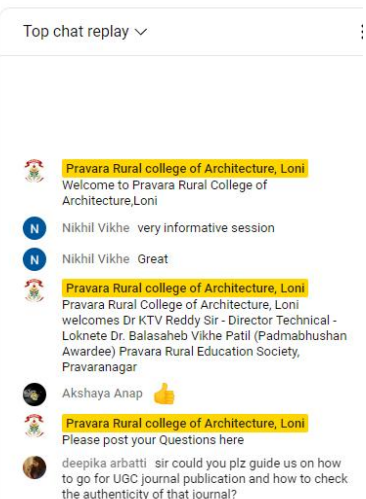 Top chat replay
Pravara Rural college of Architecture, Loni
Welcome to Pravara Rural College of
Architecture,Loni
N Nikhil Vikhe very informative session
N Nikhil Vikhe Great
Pravara Rural college of Architecture, Loni
Pravara Rural College of Architecture, Loni
welcomes Dr KTV Reddy Sir - Director Technical -
Loknete Dr. Balasaheb Vikhe Patil (Padmabhushan
Awardee) Pravara Rural Education Society,
Pravaranagar
Akshaya Anap 👍
Pravara Rural college of Architecture, Loni
Please post your Questions here
deepika arbatti sir could you plz guide us on how
to go for UGC journal publication and how to check
the authenticity of that journal?